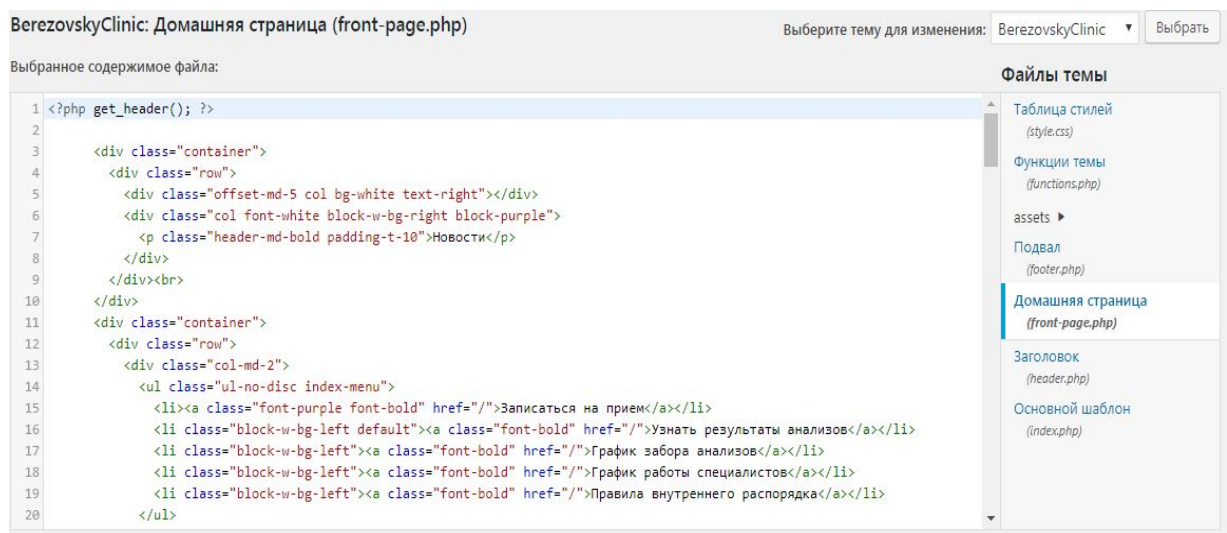 BerezovskyClinic: Домашняя страница (front-page.php)
Выберите тему для изменения: BerezovskyClinic Выбрать
Выбранное содержимое файла:
1 <?php get_header(); ?>
2
3 <div class="container">
4 <div class="row">
5 <div class="offset-md-5 col bg-white text-right"></div>
6 <div class="col font-white block-w-bg-right block-purple">
7 <p class="header-md-bold padding-t-10">Новости</p>
8 </div>
9 </div><br>
10 </div>
11 <div class="container">
12 <div class="row">
13 <div class="col-md-2">
14 <ul class="ul-no-disc index-menu">
15 <li><a class="font-purple font-bold" href="/">Записаться на прием</a></li>
16 <li class="block-w-bg-left default"><a class="font-bold" href="/">Узнать результаты анализов</a></li>
17 <li class="block-w-bg-left"><a class="font-bold" href="/">График забора анализов</a></li>
18 <li class="block-w-bg-left"><a class="font-bold" href="/">График работы специалистов</a></li>
19 <li class="block-w-bg-left"><a class="font-bold" href="/">Правила внутреннего распорядка</a></li>
20 </ul>
Файлы темы
Таблица стилей
(style.css)
Функции темы
(functions.php)
assets
Подвал
(footer.php)
Домашняя страница
(front-page.php)
Заголовок
(header.php)
Основной шаблон
(index.php)